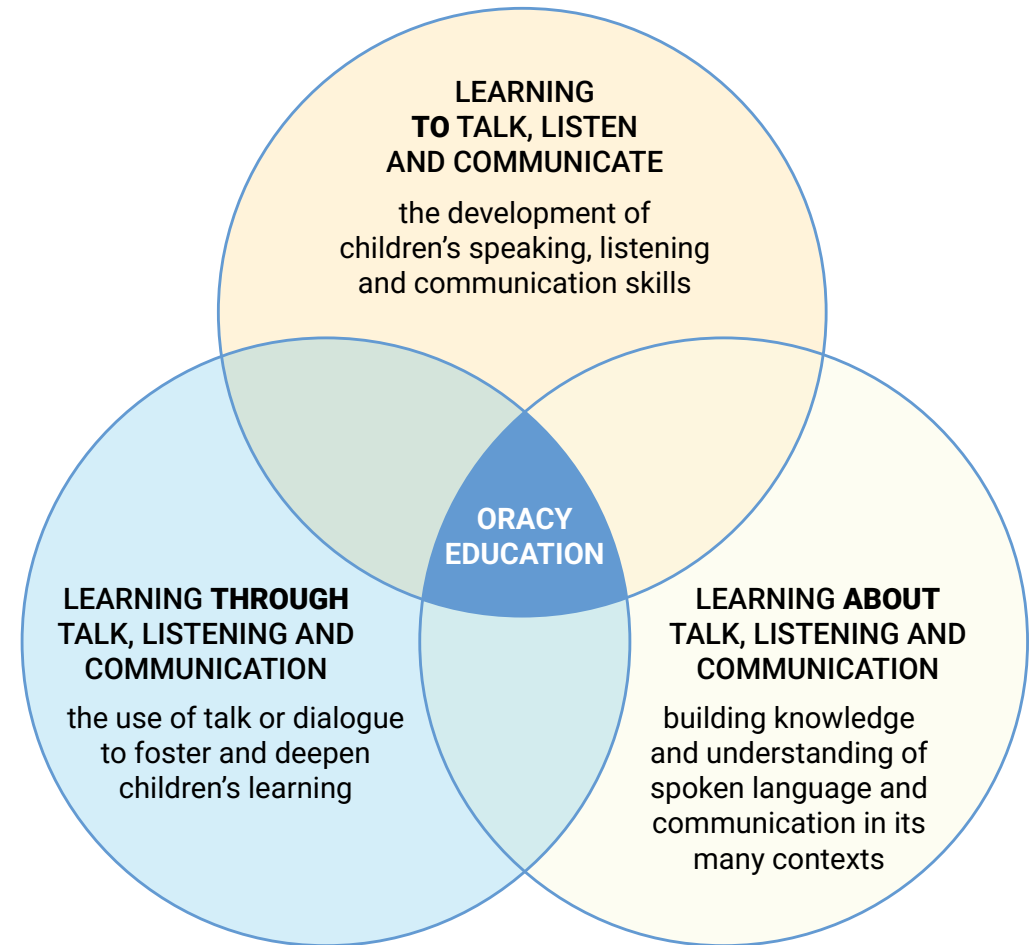 LEARNING
TO TALK, LISTEN
AND COMMUNICATE
the development of
children’s speaking, listening
and communication skills
ORACY
EDUCATION
LEARNING THROUGH
TALK, LISTENING AND
COMMUNICATION
the use of talk or dialogue
to foster and deepen
children’s learning
LEARNING ABOUT
TALK, LISTENING AND
COMMUNICATION
building knowledge
and understanding of
spoken language and
communication in its
many contexts